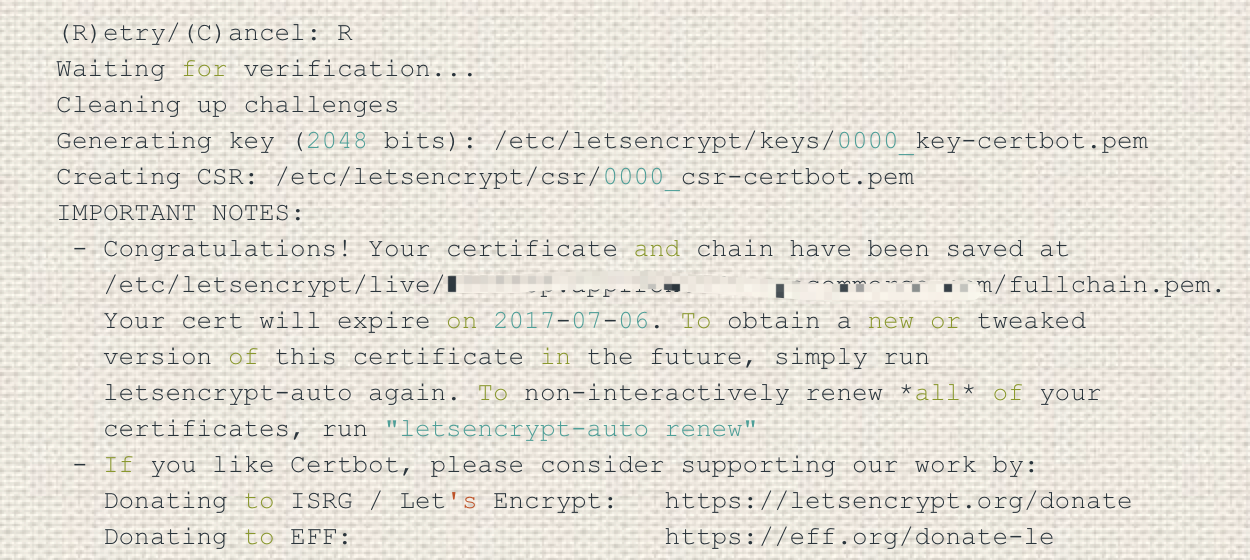 (R)etry/(C)ancel: R
Waiting for verification...
Cleaning up challenges
Generating key (2048 bits): /etc/letsencrypt/keys/0000_key-certbot.pem
Creating CSR: /etc/letsencrypt/csr/0000_csr-certbot.pem
IMPORTANT NOTES:
- Congratulations! Your certificate and chain have been saved at
/etc/letsencrypt/live/ /fullchain.pem.
Your cert will expire on 2017-07-06. To obtain a new or tweaked
version of this certificate in the future, simply run
letsencrypt-auto again. To non-interactively renew *all* of your
certificates, run "letsencrypt-auto renew"
- If you like Certbot, please consider supporting our work by:
Donating to ISRG / Let's Encrypt: https://letsencrypt.org/donate
Donating to EFF: https://eff.org/donate-le